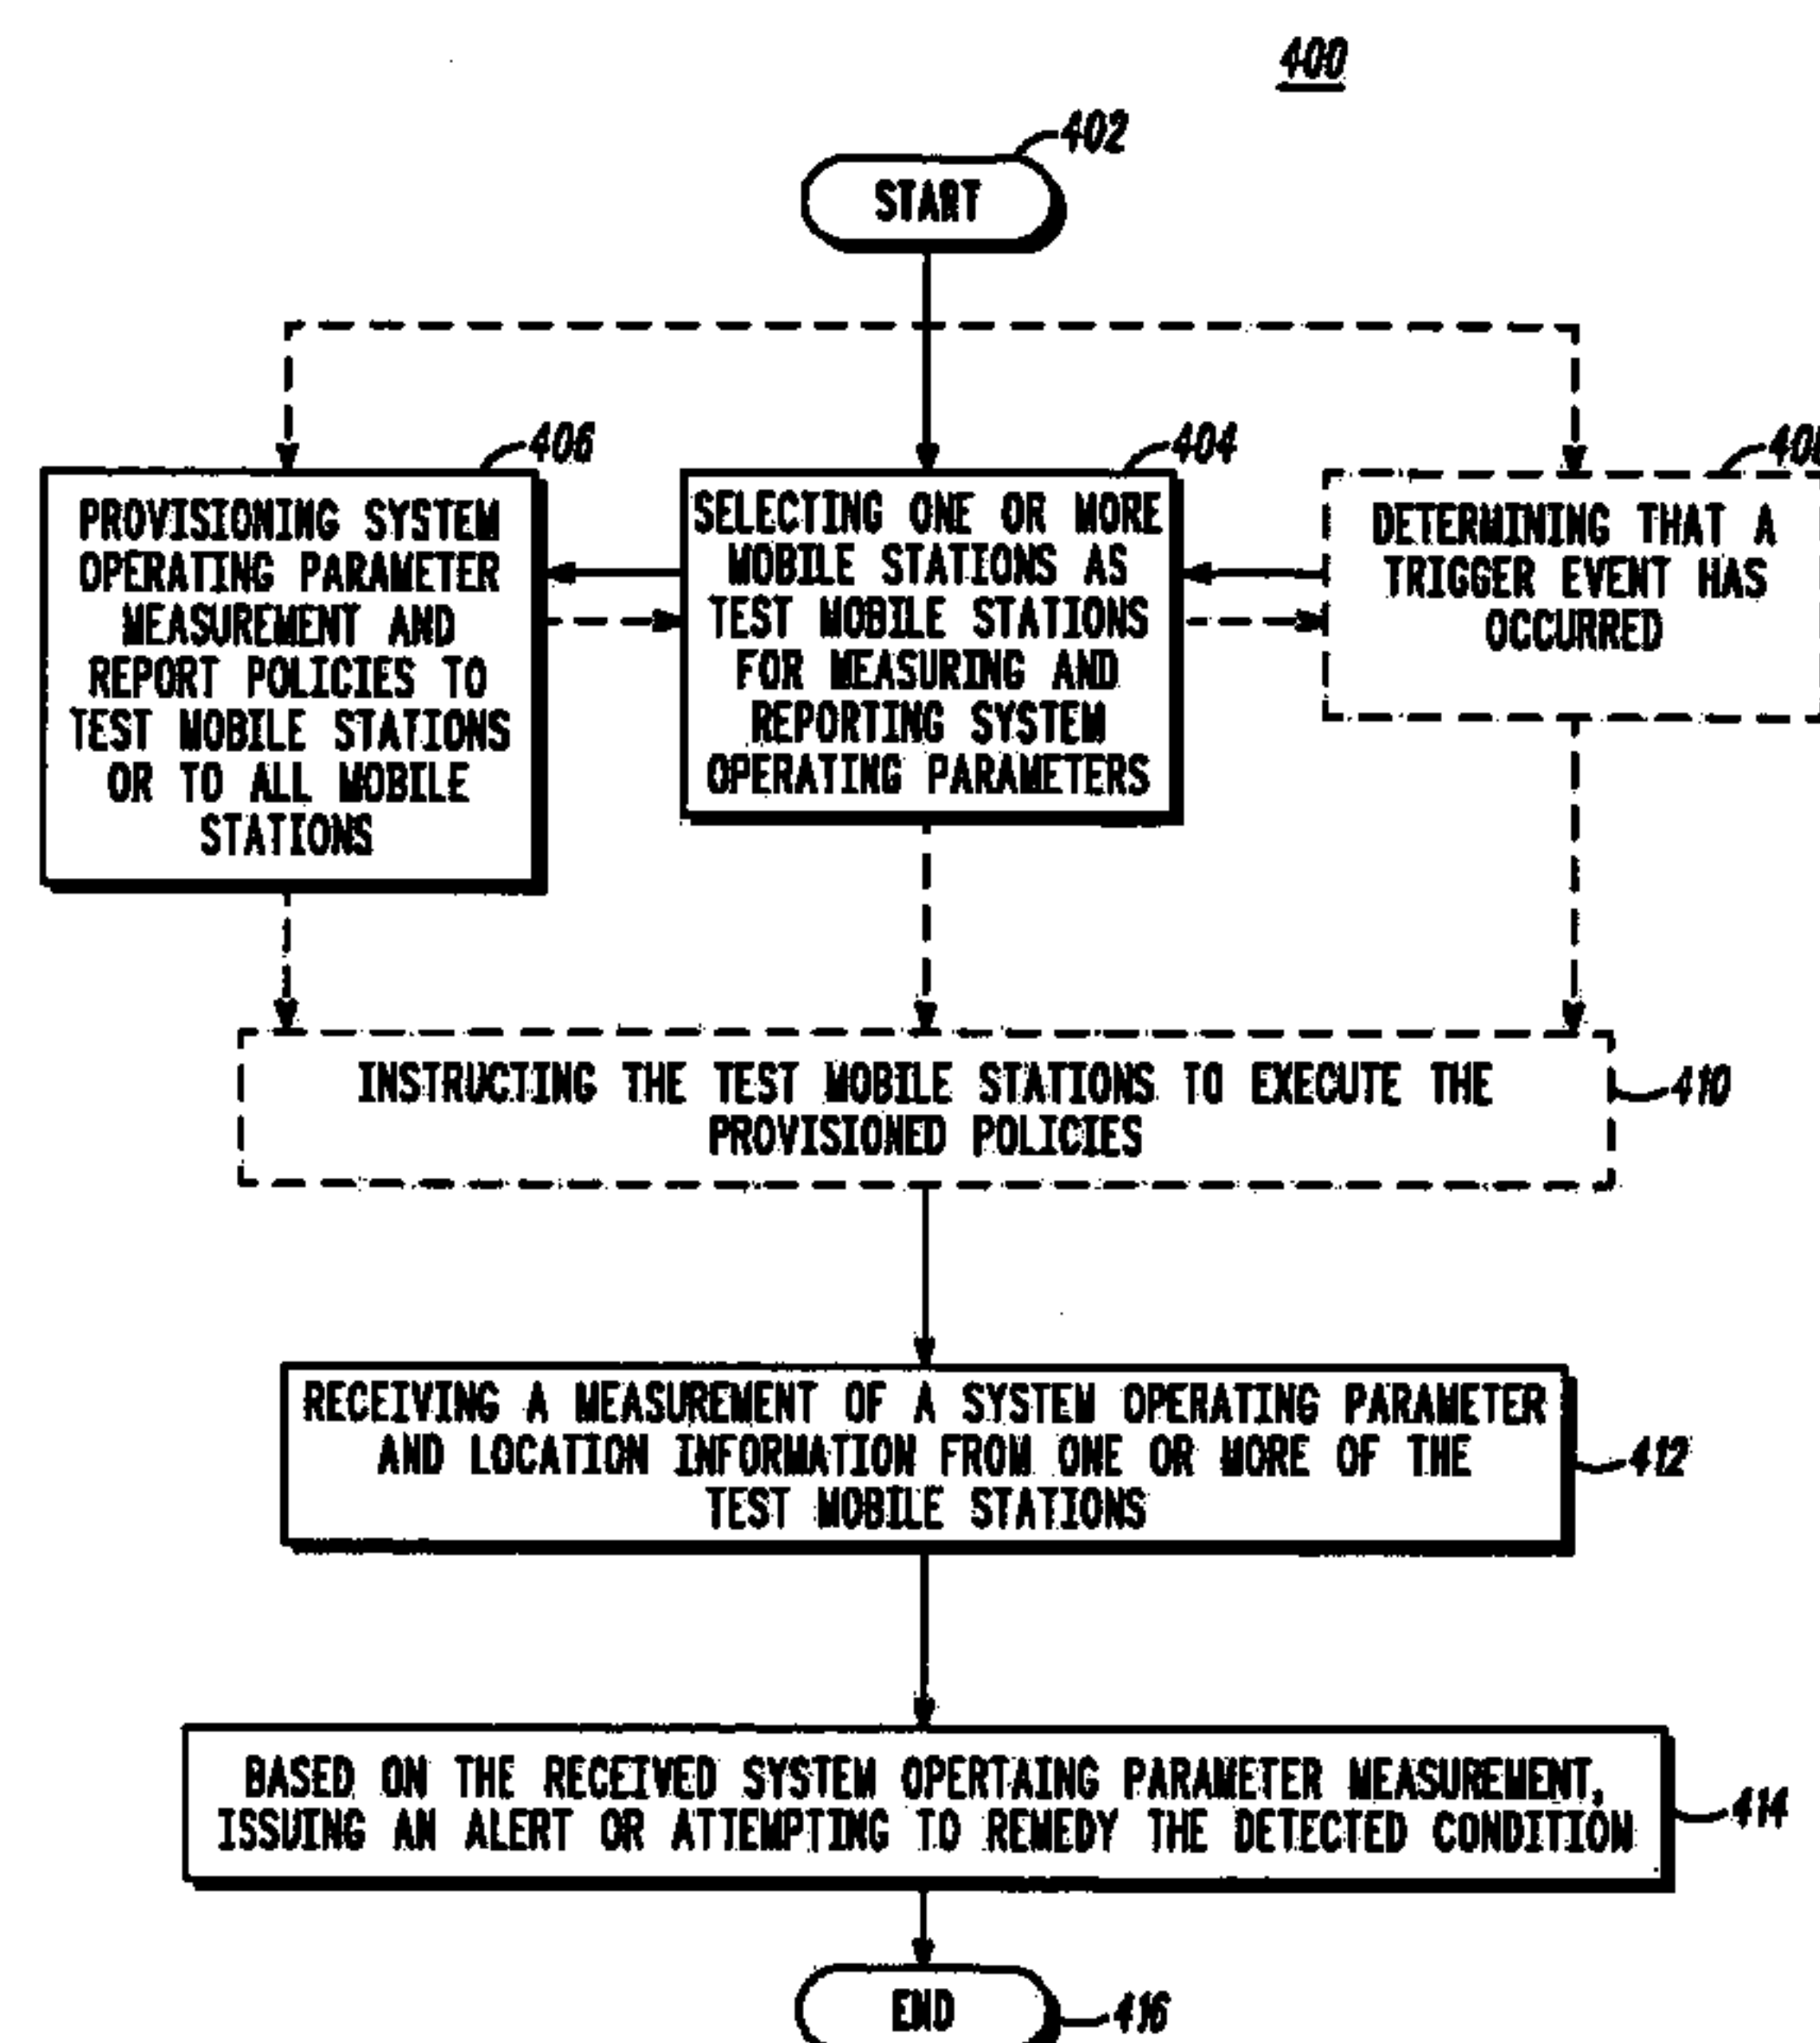 400
402
START
406
PROVISIONING SYSTEM
OPERATING PARAMETER
MEASUREMENT AND
REPORT POLICIES TO
TEST MOBILE STATIONS
OR TO ALL MOBILE
STATIONS
404
SELECTING ONE OR MORE
MOBILE STATIONS AS
TEST MOBILE STATIONS
FOR MEASURING AND
REPORTING SYSTEM
OPERATING PARAMETERS
DETERMINING THAT A
TRIGGER EVENT HAS
OCCURRED
INSTRUCTING THE TEST MOBILE STATIONS TO EXECUTE THE
PROVISIONED POLICIES
410
RECEIVING A MEASUREMENT OF A SYSTEM OPERATING PARAMETER
AND LOCATION INFORMATION FROM ONE OR MORE OF THE
TEST MOBILE STATIONS
412
BASED ON THE RECEIVED SYSTEM OPERTAING PARAMETER MEASUREMENT,
ISSUING AN ALERT OR ATTEMPTING TO REMEDY THE DETECTED CONDITION
414
END
416